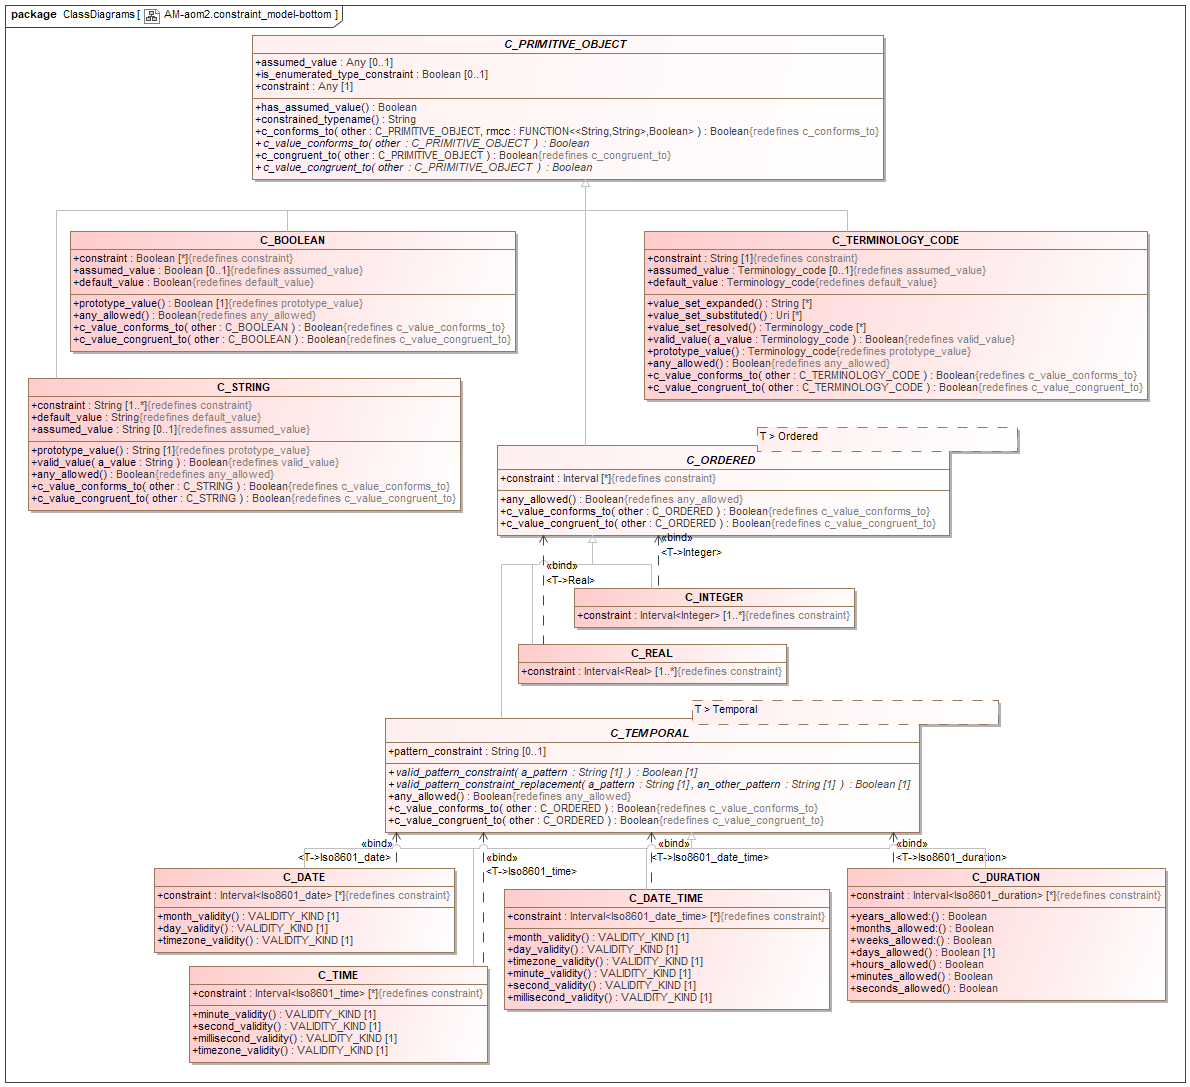 package ClassDiagrams [ AM-aom2.constraint_model-bottom ]
C_PRIMITIVE_OBJECT
+assumed_value : Any [0..1]
+is_enumerated_type_constraint : Boolean [0..1]
+constraint : Any [1]
+has_assumed_value() : Boolean
+constrained_typename() : String
+c_conforms_to( other : C_PRIMITIVE_OBJECT, rmcc : FUNCTION<<String,String>,Boolean> ) : Boolean{redefines c_conforms_to}
+c_value_conforms_to( other : C_PRIMITIVE_OBJECT ) : Boolean
+c_congruent_to( other : C_PRIMITIVE_OBJECT ) : Boolean{redefines c_congruent_to}
+c_value_congruent_to( other : C_PRIMITIVE_OBJECT ) : Boolean
C_BOOLEAN
+constraint : Boolean [*]{redefines constraint}
+assumed_value : Boolean [0..1]{redefines assumed_value}
+default_value : Boolean{redefines default_value}
+prototype_value() : Boolean [1]{redefines prototype_value}
+any_allowed() : Boolean{redefines any_allowed}
+c_value_conforms_to( other : C_BOOLEAN ) : Boolean{redefines c_value_conforms_to}
+c_value_congruent_to( other : C_BOOLEAN ) : Boolean{redefines c_value_congruent_to}
C_TERMINOLOGY_CODE
+constraint : String [1]{redefines constraint}
+assumed_value : Terminology_code [0..1]{redefines assumed_value}
+default_value : Terminology_code{redefines default_value}
+value_set_expanded() : String [*]
+value_set_substituted() : Uri [*]
+value_set_resolved() : Terminology_code [*]
+valid_value( a_value : Terminology_code ) : Boolean{redefines valid_value}
+prototype_value() : Terminology_code{redefines prototype_value}
+any_allowed() : Boolean{redefines any_allowed}
+c_value_conforms_to( other : C_TERMINOLOGY_CODE ) : Boolean{redefines c_value_conforms_to}
+c_value_congruent_to( other : C_TERMINOLOGY_CODE ) : Boolean{redefines c_value_congruent_to}
C_STRING
+constraint : String [1..*]{redefines constraint}
+default_value : String{redefines default_value}
+assumed_value : String [0..1]{redefines assumed_value}
+prototype_value() : String [1]{redefines prototype_value}
+valid_value( a_value : String ) : Boolean{redefines valid_value}
+any_allowed() : Boolean{redefines any_allowed}
+c_value_conforms_to( other : C_STRING ) : Boolean{redefines c_value_conforms_to}
+c_value_congruent_to( other : C_STRING ) : Boolean{redefines c_value_congruent_to}
T > Ordered
C_ORDERED
+constraint : Interval [*]{redefines constraint}
+any_allowed() : Boolean{redefines any_allowed}
+c_value_conforms_to( other : C_ORDERED ) : Boolean{redefines c_value_conforms_to}
+c_value_congruent_to( other : C_ORDERED ) : Boolean{redefines c_value_congruent_to}
«bind»
<T->Integer>
«bind»
<T->Real>
C_INTEGER
+constraint : Interval<Integer> [1..*]{redefines constraint}
C_REAL
+constraint : Interval<Real> [1..*]{redefines constraint}
T > Temporal
C_TEMPORAL
+pattern_constraint : String [0..1]
+valid_pattern_constraint( a_pattern : String [1] ) : Boolean [1]
+valid_pattern_constraint_replacement( a_pattern : String [1], an_other_pattern : String [1] ) : Boolean [1]
+any_allowed() : Boolean{redefines any_allowed}
+c_value_conforms_to( other : C_ORDERED ) : Boolean{redefines c_value_conforms_to}
+c_value_congruent_to( other : C_ORDERED ) : Boolean{redefines c_value_congruent_to}
«bind»
<T->Iso8601_date>
«bind»
<T->Iso8601_time>
«bind»
<T->Iso8601_date_time>
«bind»
<T->Iso8601_duration>
C_DATE
+constraint : Interval<Iso8601_date> [*]{redefines constraint}
+month_validity() : VALIDITY_KIND [1]
+day_validity() : VALIDITY_KIND [1]
+timezone_validity() : VALIDITY_KIND [1]
C_DATE_TIME
+constraint : Interval<Iso8601_date_time> [*]{redefines constraint}
+month_validity() : VALIDITY_KIND [1]
+day_validity() : VALIDITY_KIND [1]
+timezone_validity() : VALIDITY_KIND [1]
+minute_validity() : VALIDITY_KIND [1]
+second_validity() : VALIDITY_KIND [1]
+millisecond_validity() : VALIDITY_KIND [1]
C_DURATION
+constraint : Interval<Iso8601_duration> [*]{redefines constraint}
+years_allowed:() : Boolean
+months_allowed:() : Boolean
+weeks_allowed:() : Boolean
+days_allowed() : Boolean [1]
+hours_allowed() : Boolean
+minutes_allowed() : Boolean
+seconds_allowed() : Boolean
C_TIME
+constraint : Interval<Iso8601_time> [*]{redefines constraint}
+minute_validity() : VALIDITY_KIND [1]
+second_validity() : VALIDITY_KIND [1]
+millisecond_validity() : VALIDITY_KIND [1]
+timezone_validity() : VALIDITY_KIND [1]